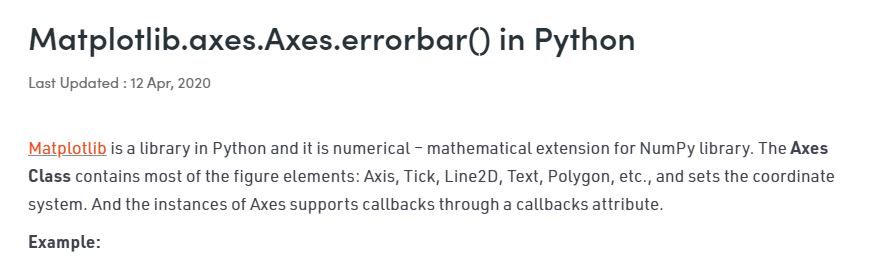 Matplotlib.axes.Axes.errorbar() in Python
Last Updated : 12 Apr, 2020
Matplotlib is a library in Python and it is numerical – mathematical extension for NumPy library. The Axes
Class contains most of the figure elements: Axis, Tick, Line2D, Text, Polygon, etc., and sets the coordinate
system. And the instances of Axes supports callbacks through a callbacks attribute.
Example: